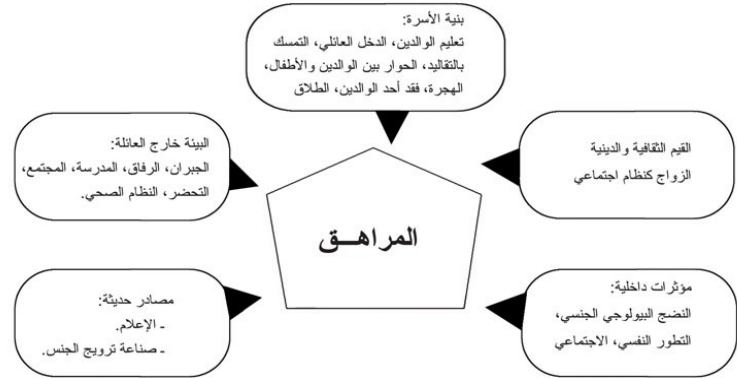 بنية الأسرة:
تعليم الوالدين، الدخل العائلي، التمسك
بالتقاليد، الحوار بين الوالدين والأطفال،
الهجرة، فقد أحد الوالدين، الطلاق
القيم الثقافية والدينية
الزواج كنظام اجتماعي
البيئة خارج العائلة:
الجيران، الرفاق، المدرسة، المجتمع،
التحضر، النظام الصحي.
المراهــق
مؤثرات داخلية:
النضج البيولوجي الجنسي،
التطور النفسي، الاجتماعي
مصادر حديثة:
ـ الإعلام.
ـ صناعة ترويج الجنس.